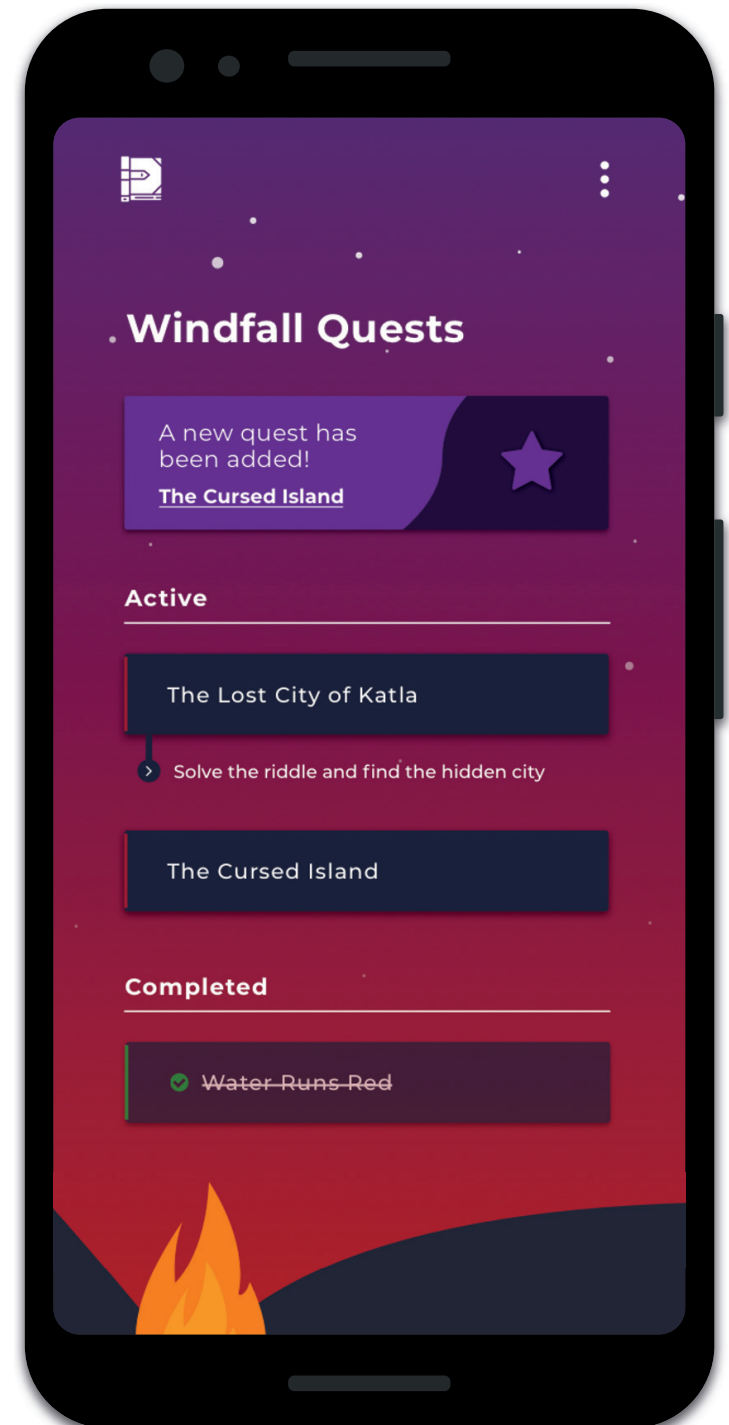 Windfall Quests
A new quest has
been added!
The Cursed Island
Active
The Lost City of Katla
Solve the riddle and find the hidden city
The Cursed Island
Completed
Water Runs Red